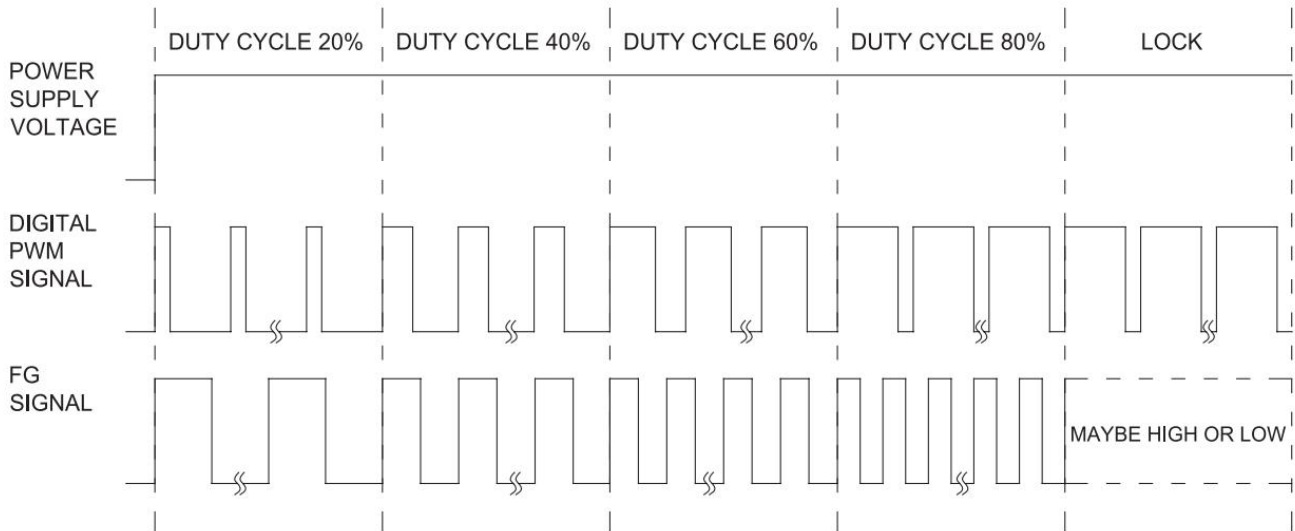 DUTY CYCLE 20%
DUTY CYCLE 40%
DUTY CYCLE 60%
DUTY CYCLE 80%
LOCK
POWER
SUPPLY
VOLTAGE
DIGITAL
PWM
SIGNAL
FG
SIGNAL
MAYBE HIGH OR LOW